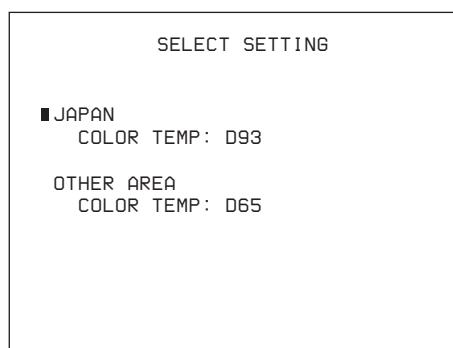 SELECT SETTING
JAPAN
COLOR TEMP: D93
OTHER AREA
COLOR TEMP: D65